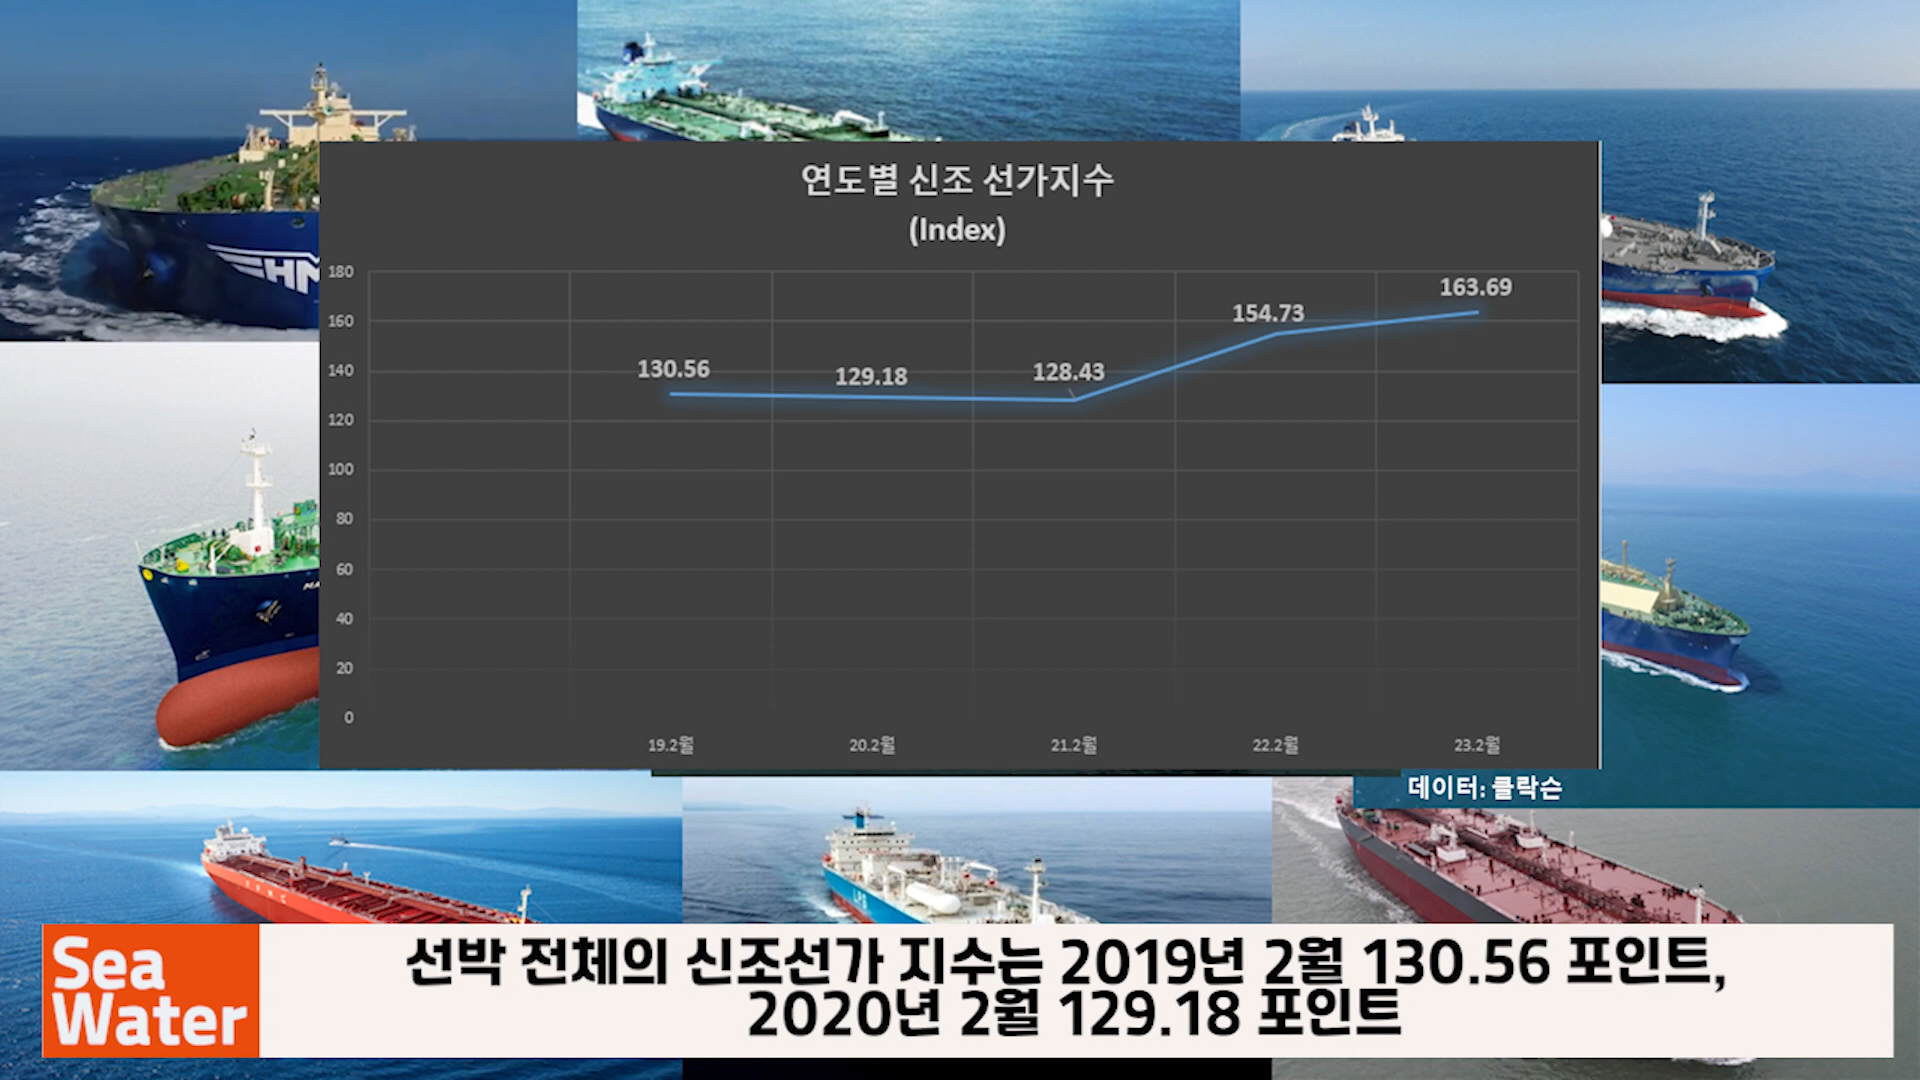 연도별 신조 선가지수
(Index)
180
160
140
120
100
80
60
40
20
0
130.56
129.18
128.43
154.73
163.69
19.2월
20.2월
21.2월
22.2월
23.2월
데이터: 클락슨
Sea
Water
선박 전체의 신조선가 지수는 2019년 2월 130.56 포인트,
2020년 2월 129.18 포인트
HM
LPG